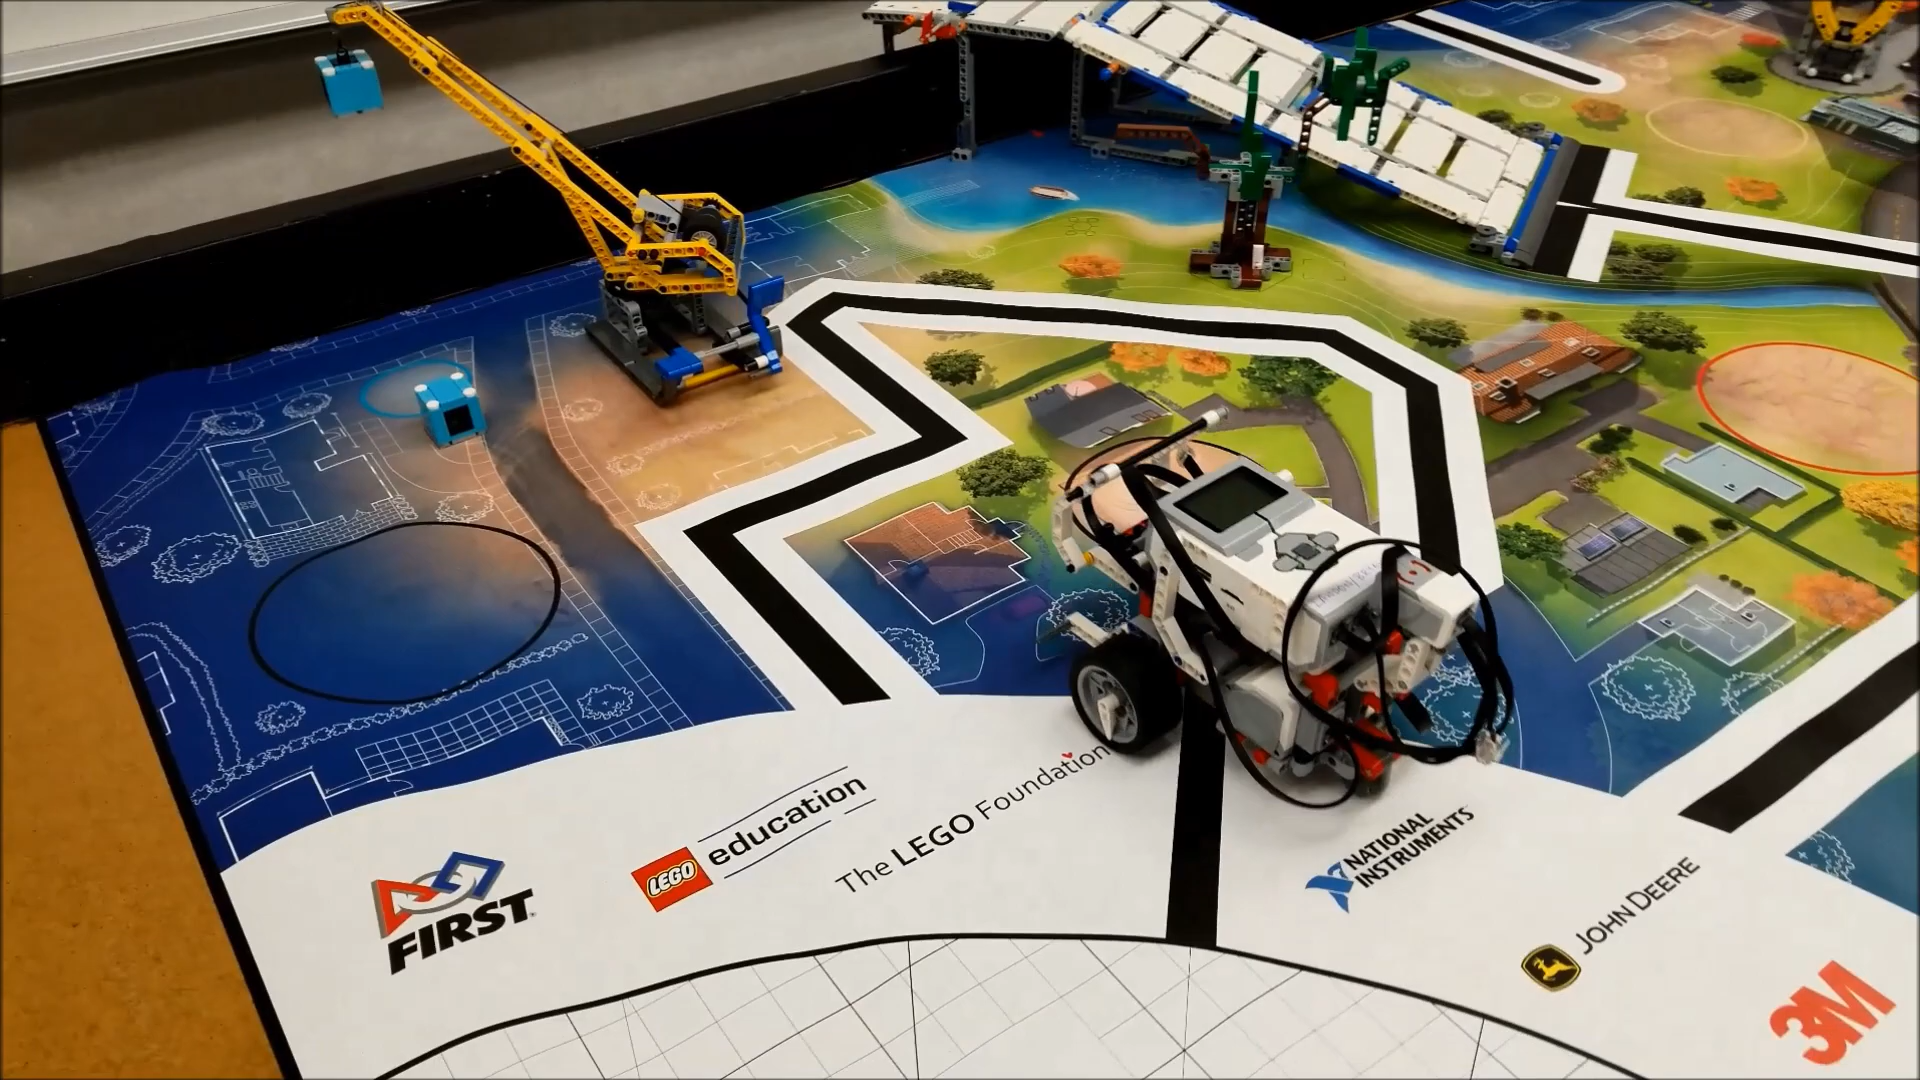 FIRST
LEGO education
The LEGO Foundation
NATIONAL
INSTRUMENTS
JOHN DEERE
3M